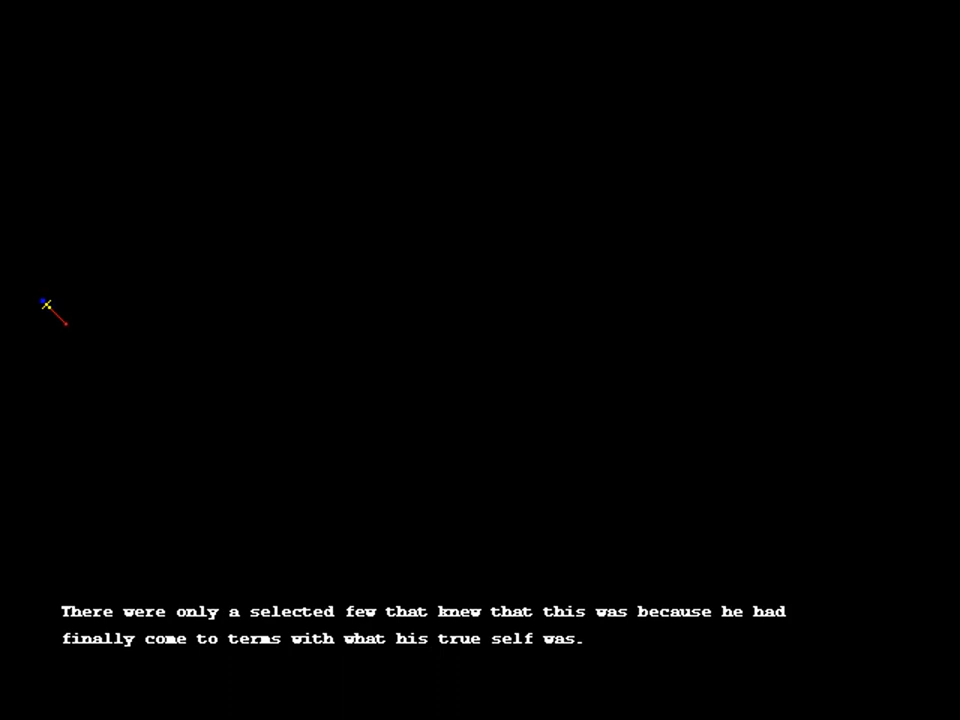 There were only a selected few that knew that this was because he had
finally come to terms with what his true self was.